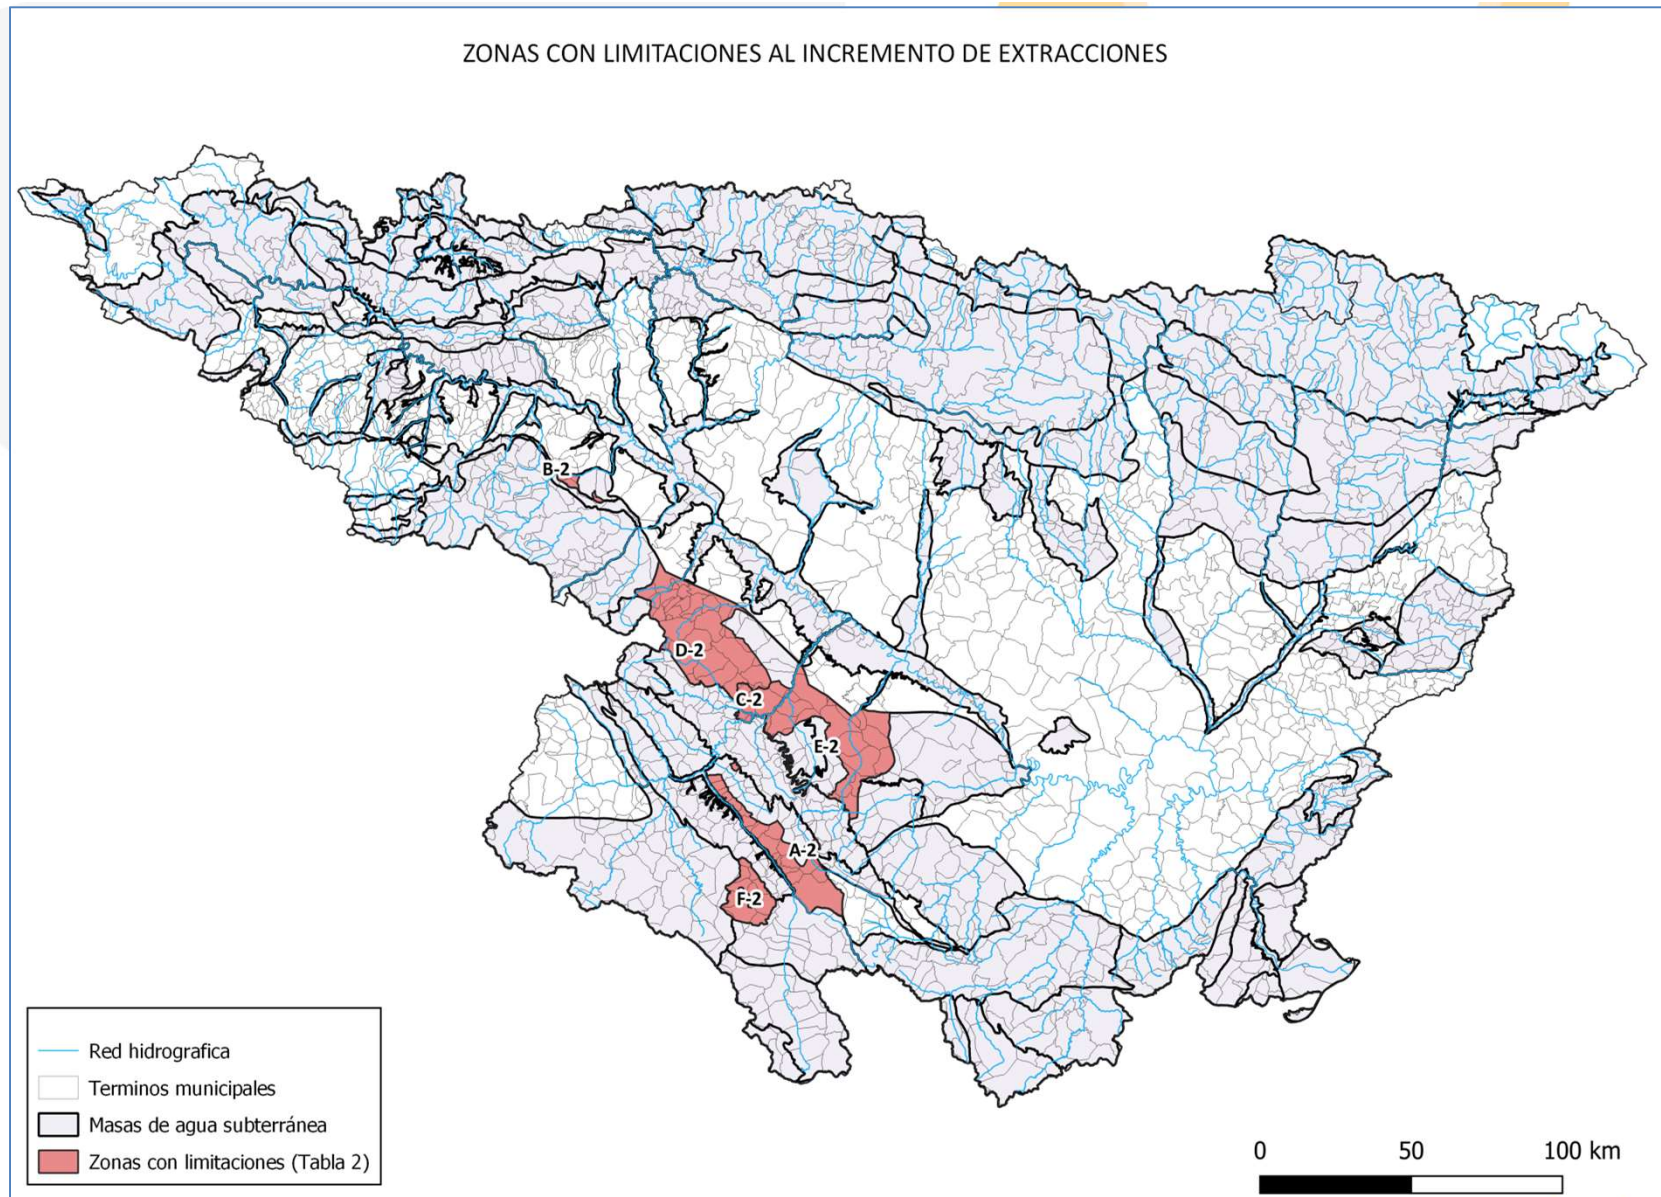 ZONAS CON LIMITACIONES AL INCREMENTO DE EXTRACCIONES
B-2
D-2
C-2
E-2
A-2
F-2
Red hidrografica
Terminos municipales
Masas de agua subterránea
Zonas con limitaciones (Tabla 2)
0 50 100 km